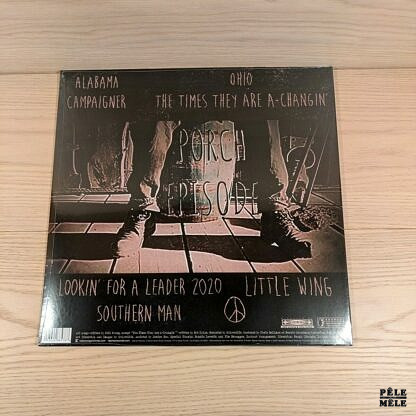 ALABAMA
OHIO
CAMPAIGNER
THE TIMES THEY ARE A-CHANGIN'
PORCH
EPISODE
LOOKIN' FOR A LEADER 2020
LITTLE WING
SOUTHERN MAN
PÊLE
MÊLE